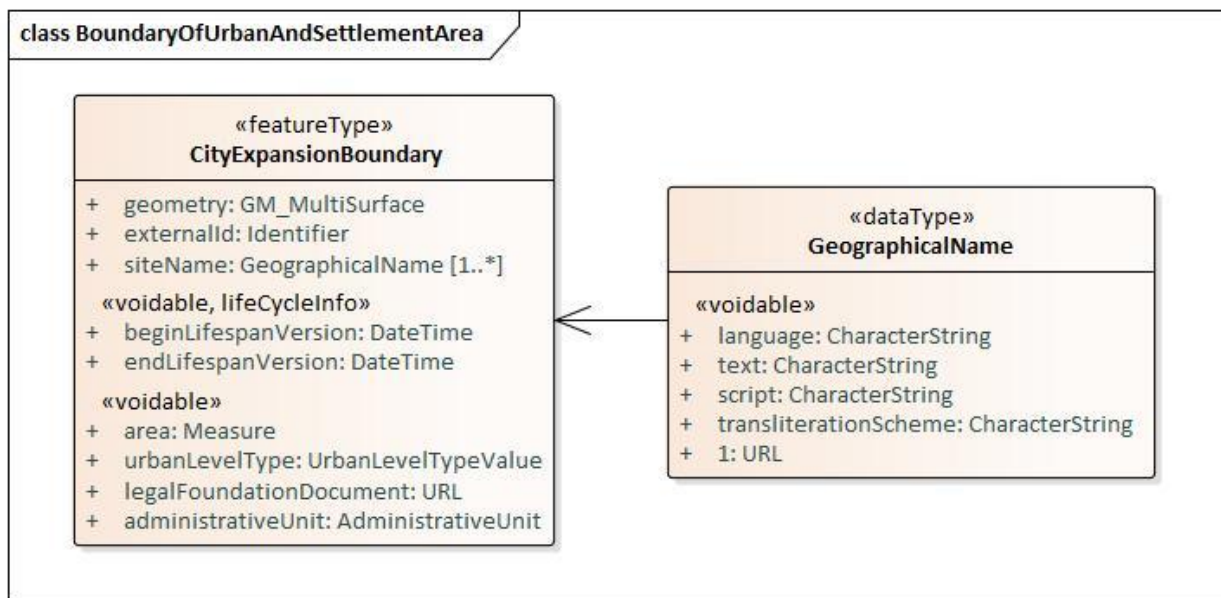 class BoundaryOfUrbanAndSettlementArea
«featureType»
CityExpansionBoundary
+ geometry: GM_MultiSurface
+ externalId: Identifier
+ siteName: GeographicalName [1..*]
«voidable, lifeCycleInfo»
+ beginLifespanVersion: DateTime
+ endLifespanVersion: DateTime
«voidable»
+ area: Measure
+ urbanLevelType: UrbanLevelTypeValue
+ legalFoundationDocument: URL
+ administrativeUnit: AdministrativeUnit
«dataType»
GeographicalName
«voidable»
+ language: CharacterString
+ text: CharacterString
+ script: CharacterString
+ transliterationScheme: CharacterString
+ 1: URL